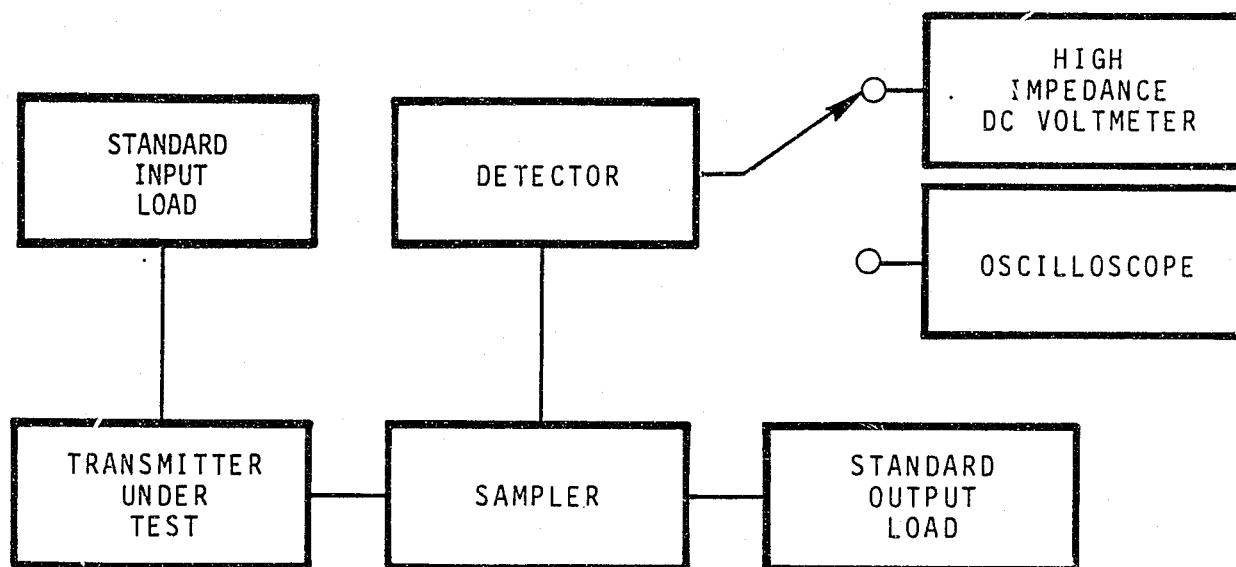 HIGH
IMPEDANCE
DC VOLTMETER
STANDARD
INPUT
LOAD
DETECTOR
OSCILLOSCOPE
TRANSMITTER
UNDER
TEST
SAMPLER
STANDARD
OUTPUT
LOAD